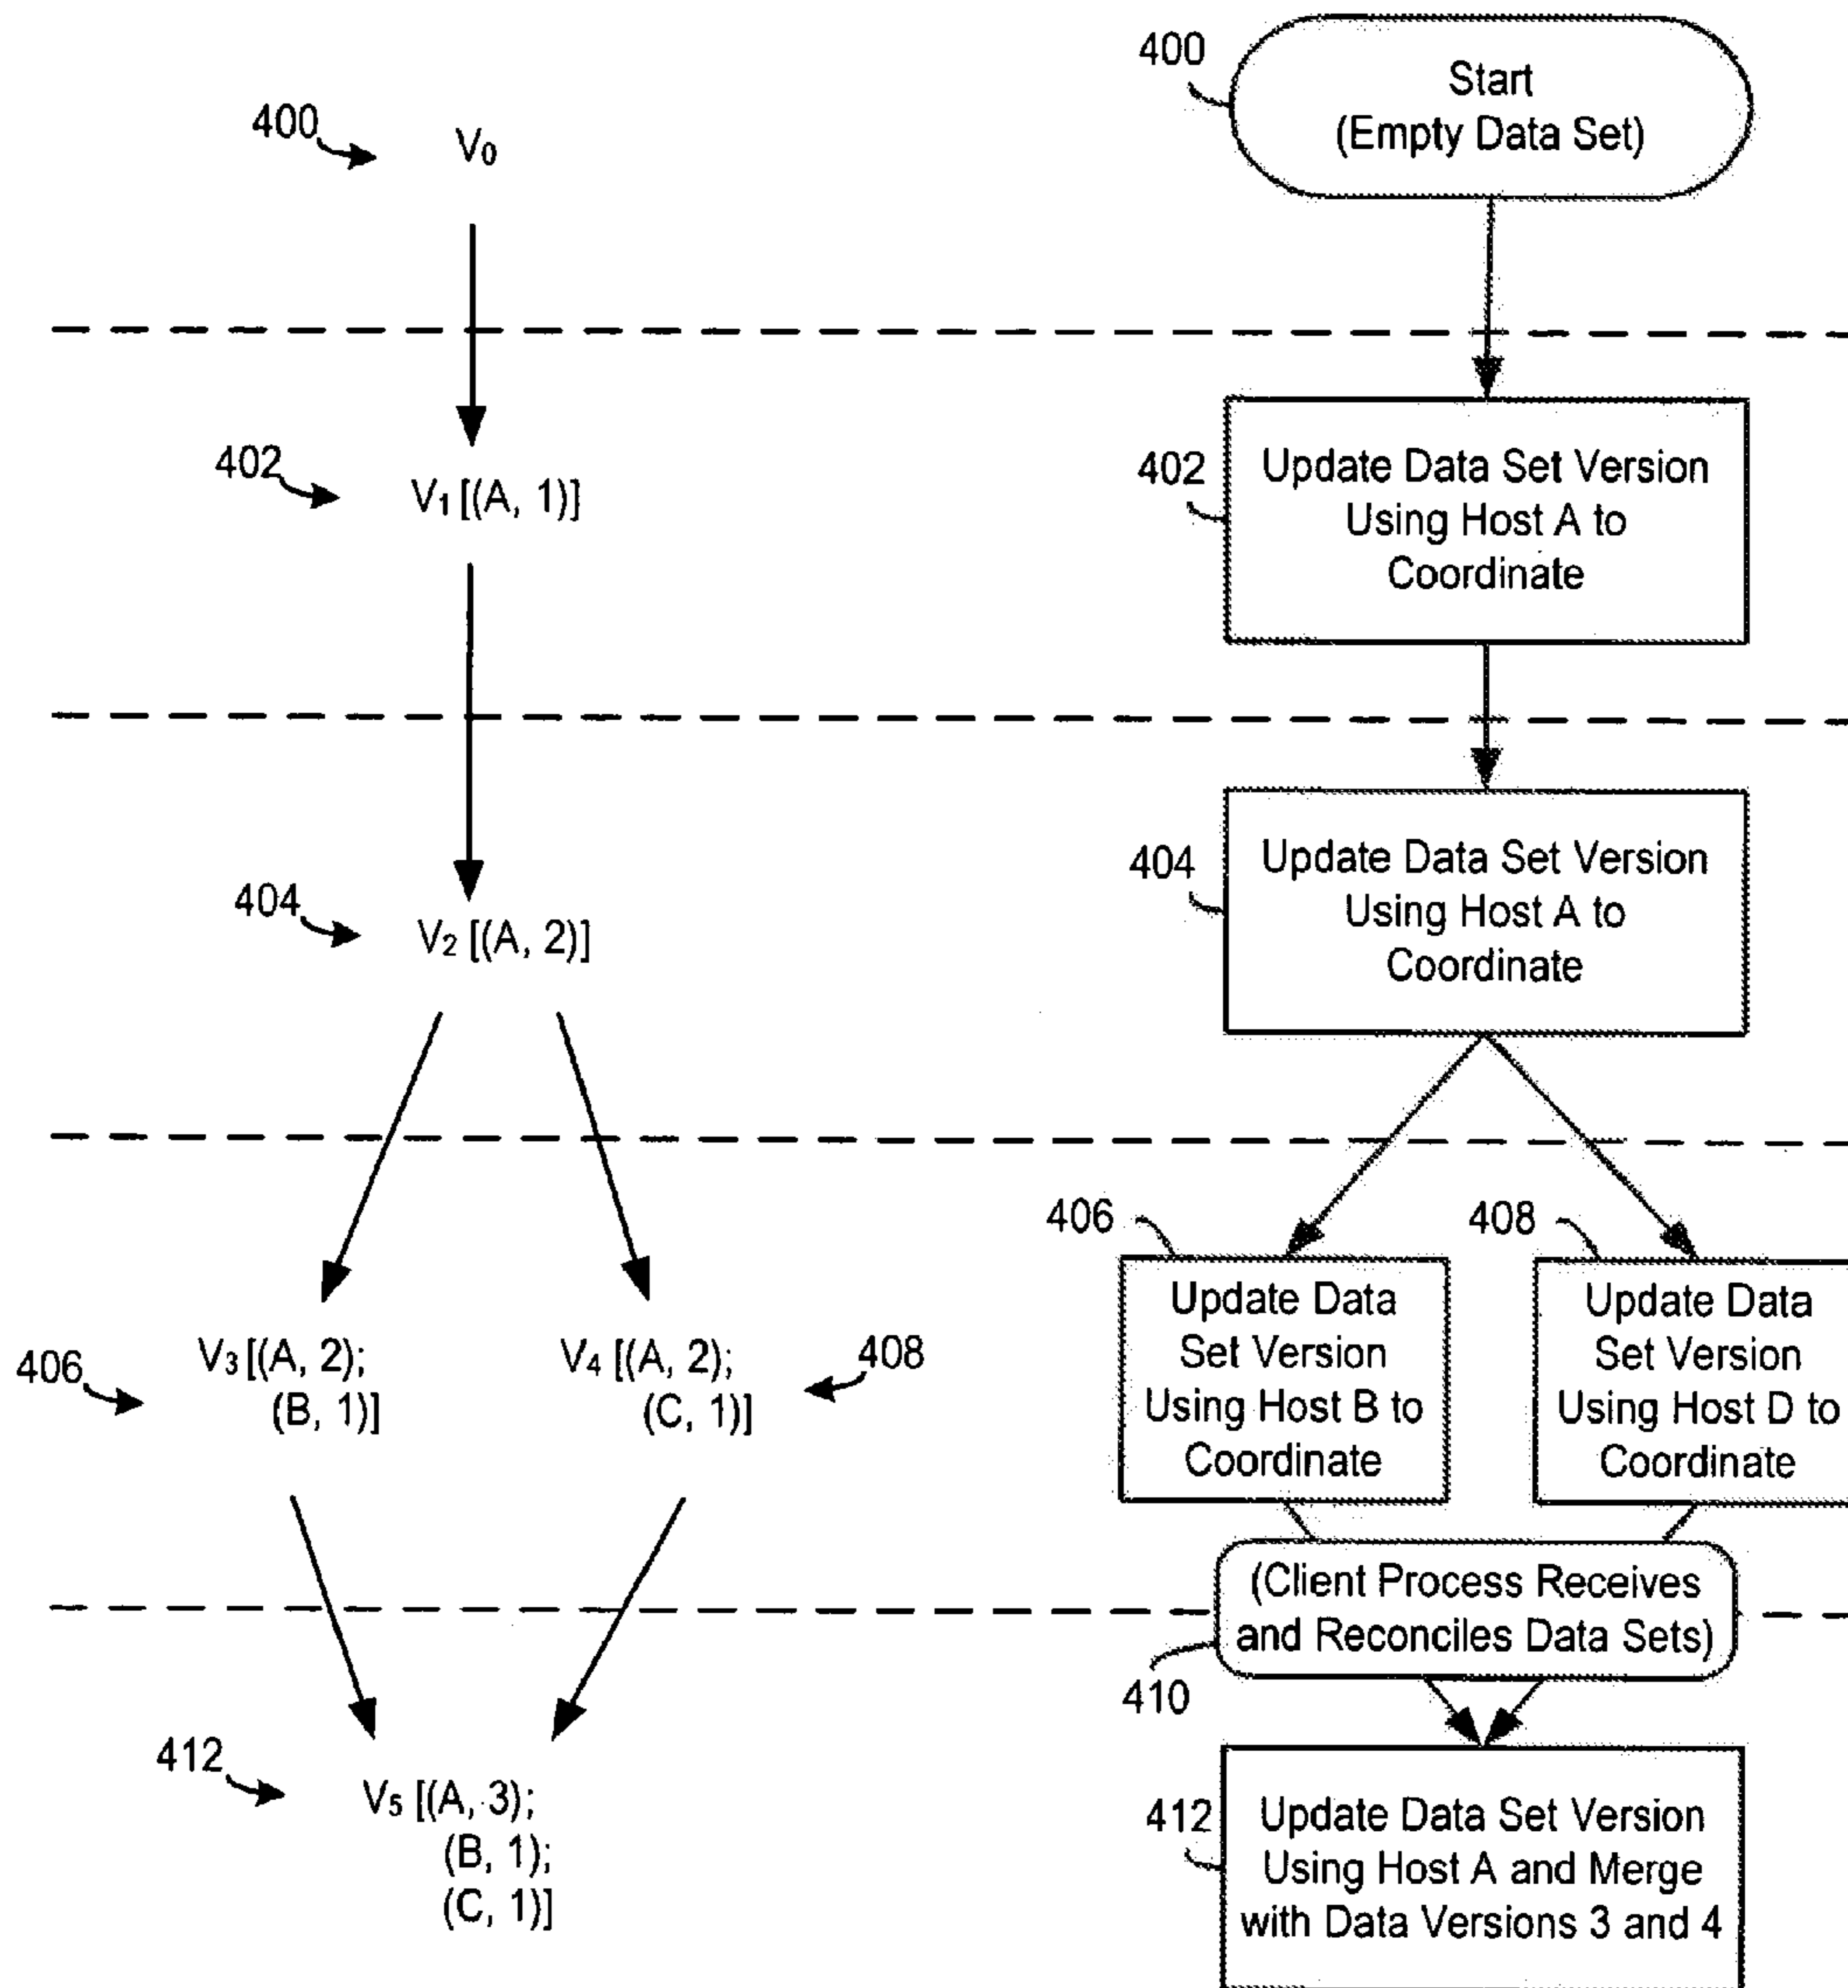 400
V0
400
Start
(Empty Data Set)
402
V1 [(A, 1)]
402
Update Data Set Version
Using Host A to
Coordinate
404
V2 [(A, 2)]
404
Update Data Set Version
Using Host A to
Coordinate
406
V3 [(A, 2);
(B, 1)]
V4 [(A, 2);
(C, 1)]
408
406
Update Data
Set Version
Using Host B to
Coordinate
408
Update Data
Set Version
Using Host D to
Coordinate
(Client Process Receives
and Reconciles Data Sets)
410
412
V5 [(A, 3);
(B, 1);
(C, 1)]
412
Update Data Set Version
Using Host A and Merge
with Data Versions 3 and 4